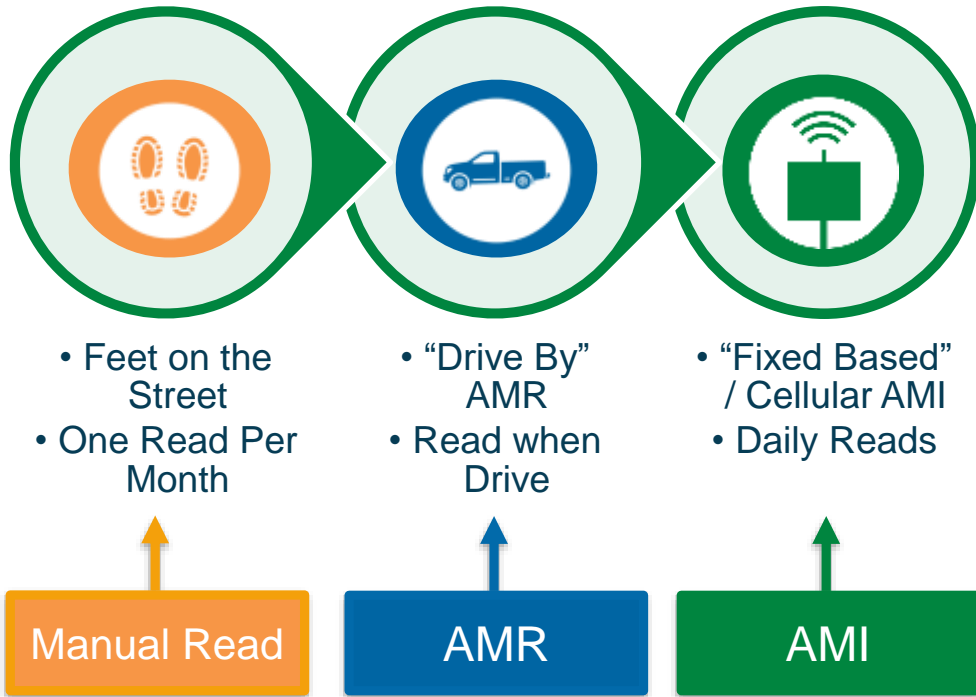 • Feet on the
Street
• One Read Per
Month
• “Drive By”
AMR
• Read when
Drive
• “Fixed Based”
/ Cellular AMI
• Daily Reads
Manual Read
AMR
AMI